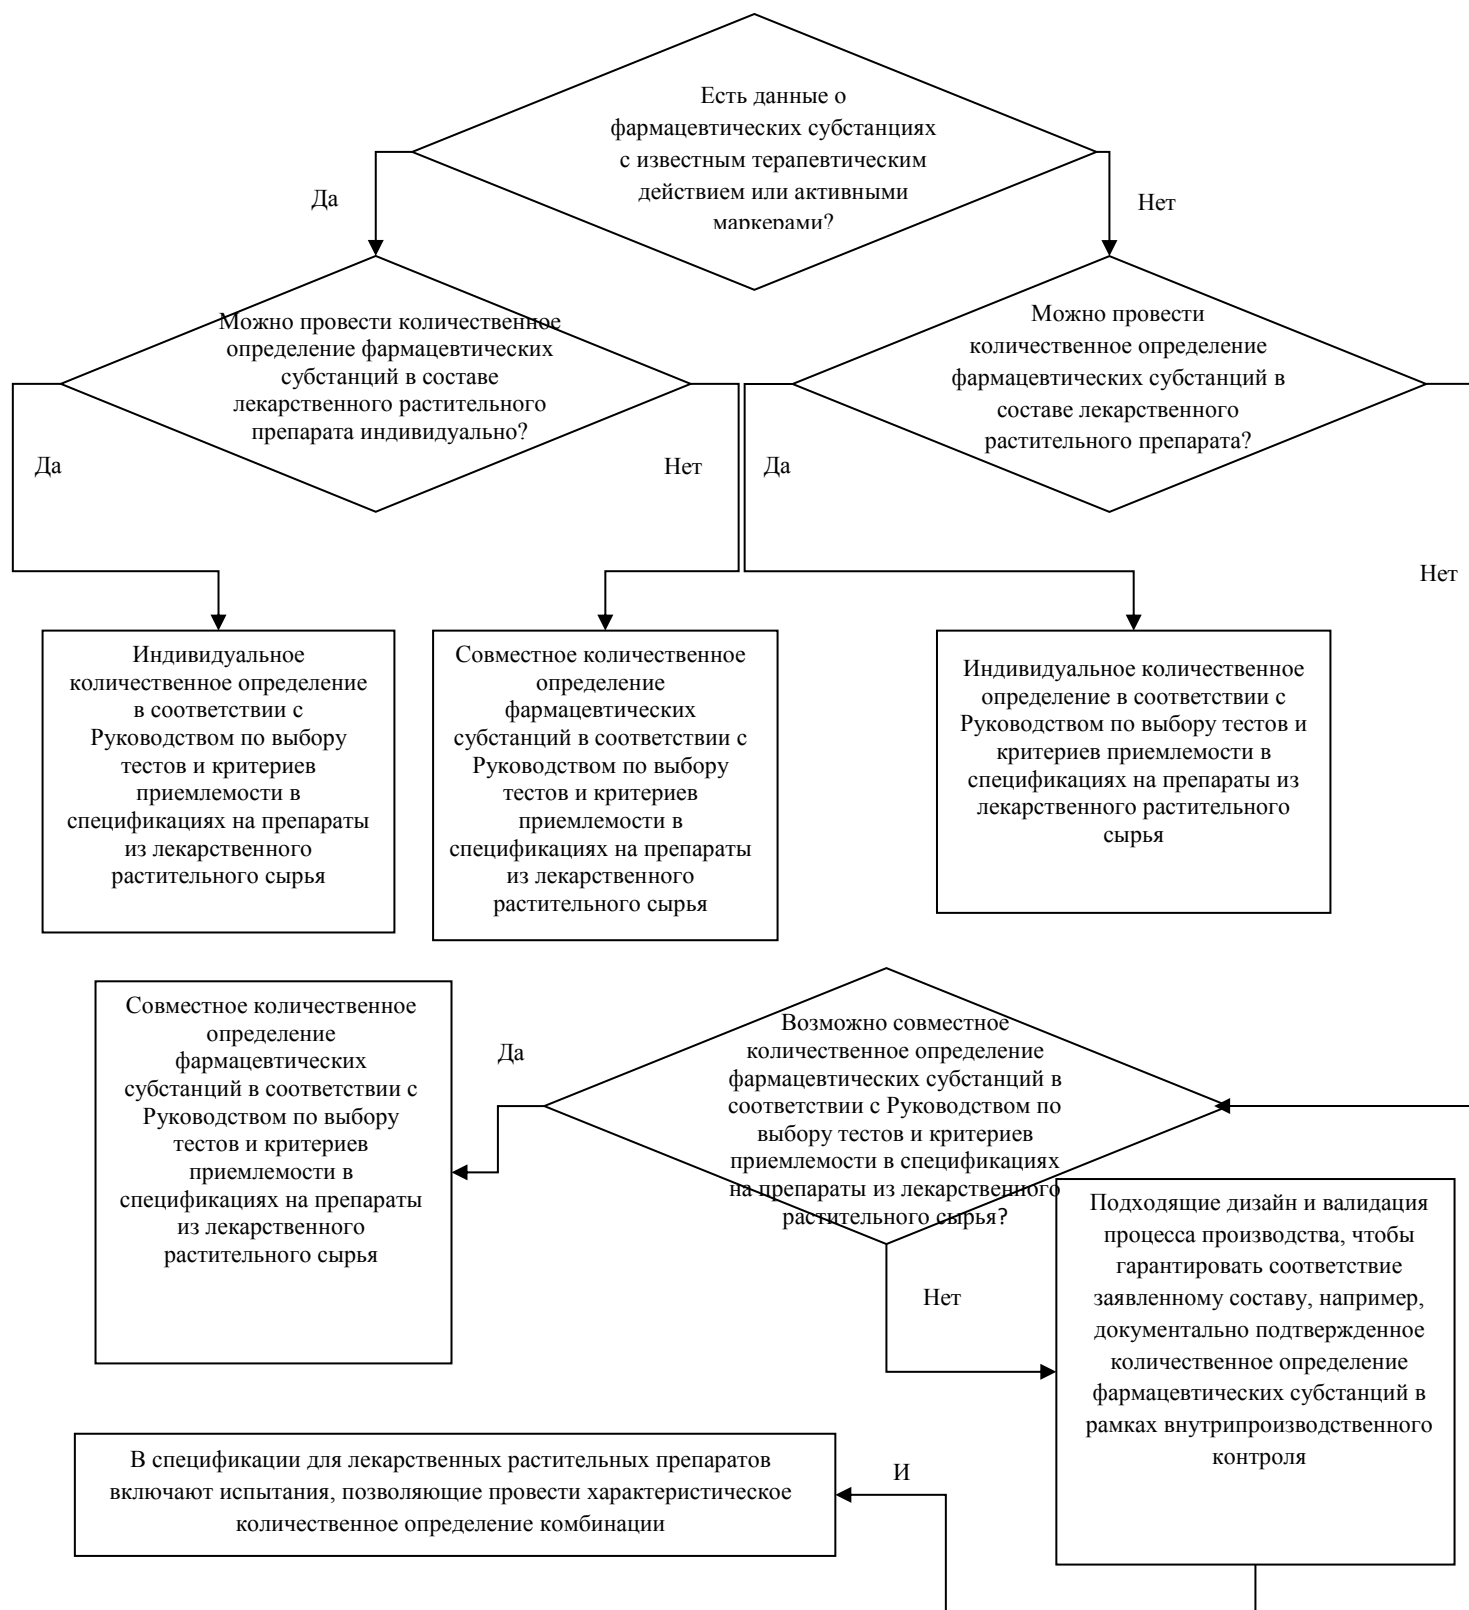 Есть данные о
фармацевтических субстанциях
с известным терапевтическим
действием или активными
маркерами?
Да
Нет
Можно провести количественное
определение фармацевтических
субстанций в составе
лекарственного растительного
препарата индивидуально?
Можно провести
количественное определение
фармацевтических субстанций в
составе лекарственного
растительного препарата?
Да
Нет
Да
Нет
Индивидуальное
количественное определение
в соответствии с
Руководством по выбору
тестов и критериев
приемлемости в
спецификациях на препараты
из лекарственного
растительного сырья
Совместное количественное
определение
фармацевтических
субстанций в соответствии с
Руководством по выбору
тестов и критериев
приемлемости в
спецификациях на препараты
из лекарственного
растительного сырья
Индивидуальное количественное
определение в соответствии с
Руководством по выбору тестов и
критериев приемлемости в
спецификациях на препараты из
лекарственного растительного
сырья
Совместное количественное
определение
фармацевтических
субстанций в соответствии с
Руководством по выбору
тестов и критериев
приемлемости в
спецификациях на препараты
из лекарственного
растительного сырья
Да
Возможно совместное
количественное определение
фармацевтических субстанций в
соответствии с Руководством по
выбору тестов и критериев
приемлемости в спецификациях
на препараты из лекарственного
растительного сырья?
Нет
Подходящие дизайн и валидация
процесса производства, чтобы
гарантировать соответствие
заявленному составу, например,
документально подтвержденное
количественное определение
фармацевтических субстанций в
рамках внутрипроизводственного
контроля
В спецификации для лекарственных растительных препаратов
включают испытания, позволяющие провести характеристическое
количественное определение комбинации
И